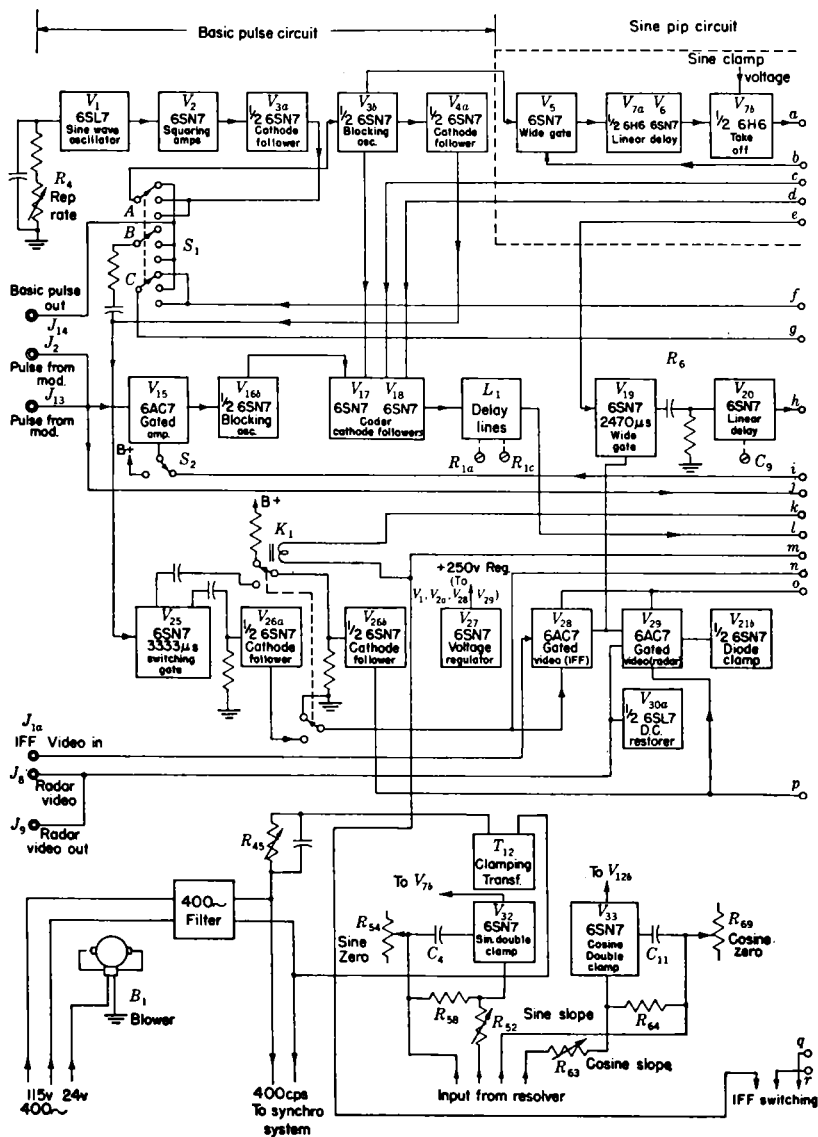 Basic pulse circuit
Sine pip circuit
Sine clamp
voltage
V1
6SL7
Sine wave
oscillator
V2
6SN7
Squaring
amps
V3a
1/2 6SN7
Cathode
follower
V3b
1/2 6SN7
Blocking
osc.
V4a
1/2 6SN7
Cathode
follower
V5
6SN7
Wide gate
V7a V6
1/2 6H6 6SN7
Linear delay
V7b
1/2 6H6
Take
off
a
b
c
d
e
R4
Rep
rate
A
B
C
S1
Basic pulse
out
J14
J2
Pulse from
mod.
J13
Pulse from
mod.
f
g
V15
6AC7
Gated
amp.
V16b
1/2 6SN7
Blocking
osc.
V17 V18
6SN7 6SN7
Coder
cathode followers
L1
Delay
lines
R1a R1c
V19
6SN7
2470μs
Wide
gate
R6
V20
6SN7
Linear
delay
C9
h
B+
S2
i
j
k
l
m
n
o
B+
K1
+250v Reg.
(To
V1, V2a, V28
V29)
V25
6SN7
3333μs
switching
gate
V26a
1/2 6SN7
Cathode
follower
V26b
1/2 6SN7
Cathode
follower
V27
6SN7
Voltage
regulator
V28
6AC7
Gated
video (IFF)
V29
6AC7
Gated
video(radar)
V21b
1/2 6SN7
Diode
clamp
V30a
1/2 6SL7
D.C.
restorer
J1a
IFF Video in
J8
Radar
video
J9
Radar
video out
p
R45
T12
Clamping
Transf.
To V7b
To V12b
400~
Filter
R54
Sine
Zero
C4
V32
6SN7
Sin. double
clamp
V33
6SN7
Cosine
Double
clamp
C11
R69
Cosine
zero
B1
Blower
R58
R52
Sine slope
R64
R63
Cosine slope
115v 24v
400~
400cps
To synchro
system
Input from resolver
q
r
IFF switching